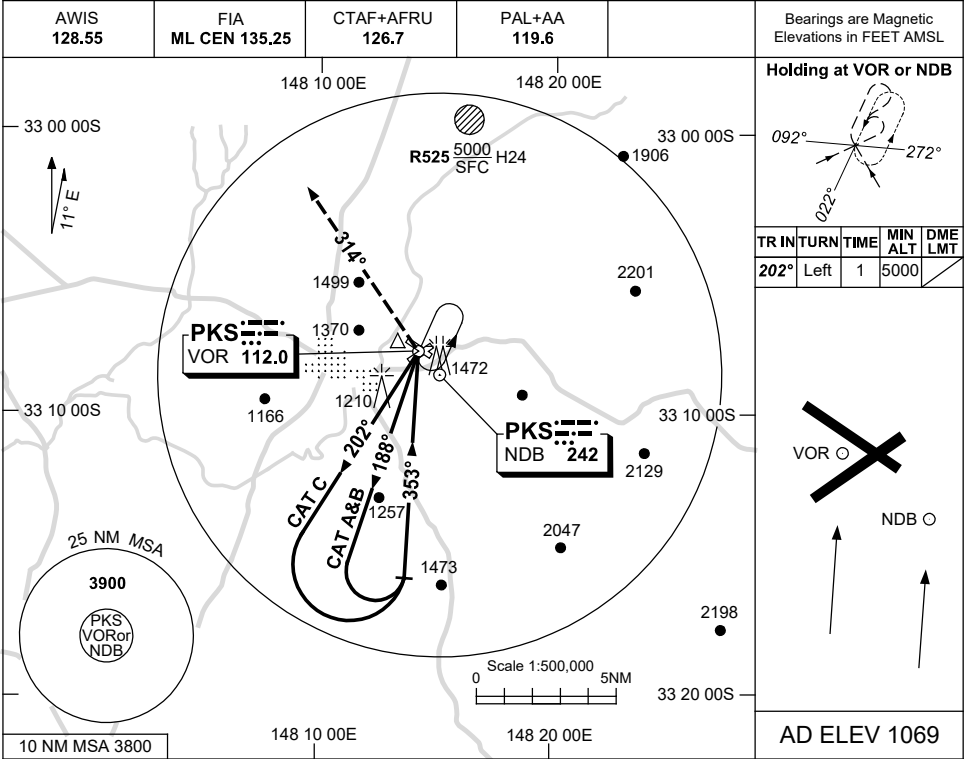 AWIS
128.55
FIA
ML CEN 135.25
CTAF+AFRU
126.7
PAL+AA
119.6
Bearings are Magnetic
Elevations in FEET AMSL
148 10 00E
148 20 00E
33 00 00S
33 00 00S
11° E
R525 5000
SFC
H24
1906
314°
1499
2201
1370
PKS
VOR 112.0
1472
1210
1166
33 10 00S
33 10 00S
PKS
NDB 242
2129
202°
188°
353°
CAT C
CAT A&B
1257
2047
1473
2198
25 NM MSA
3900
PKS
VORor
NDB
Scale 1:500,000
0
5NM
33 20 00S
148 10 00E
148 20 00E
10 NM MSA 3800
Holding at VOR or NDB
092°
272°
022°
TR IN
TURN
TIME
MIN
ALT
DME
LMT
202°
Left
1
5000
VOR
NDB
AD ELEV 1069